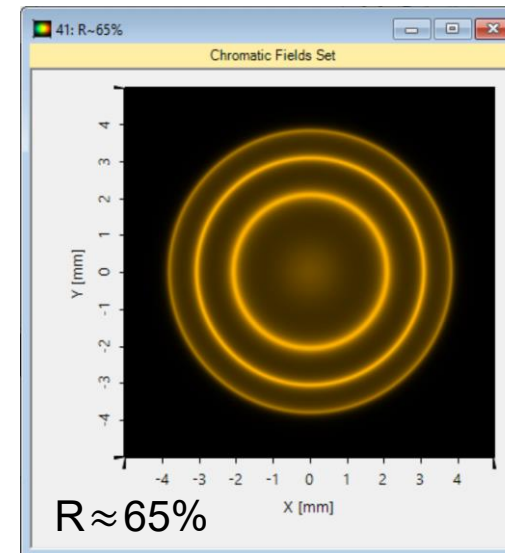 41: R~65%
Chromatic Fields Set
Y [mm]
4
3
2
1
0
-1
-2
-3
-4
-4 -3 -2 -1 0 1 2 3 4
X [mm]
R≈65%